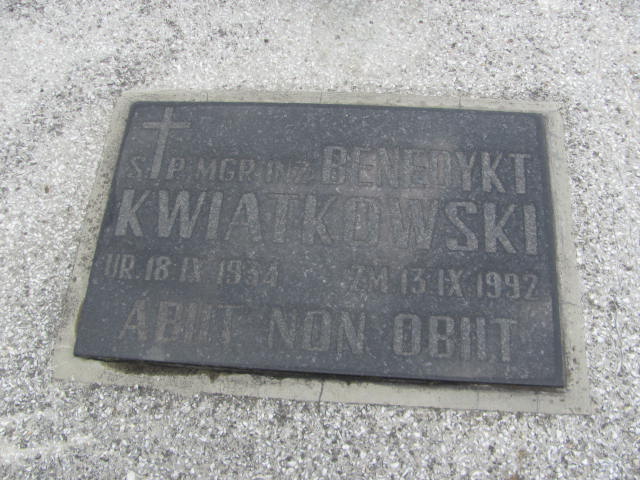 Ś.P. MGR INŻ BENEDYKT
KWIATKOWSKI
UR. 18 IX 1934 ZM 13 IX 1992
ABIIT NON OBIIT